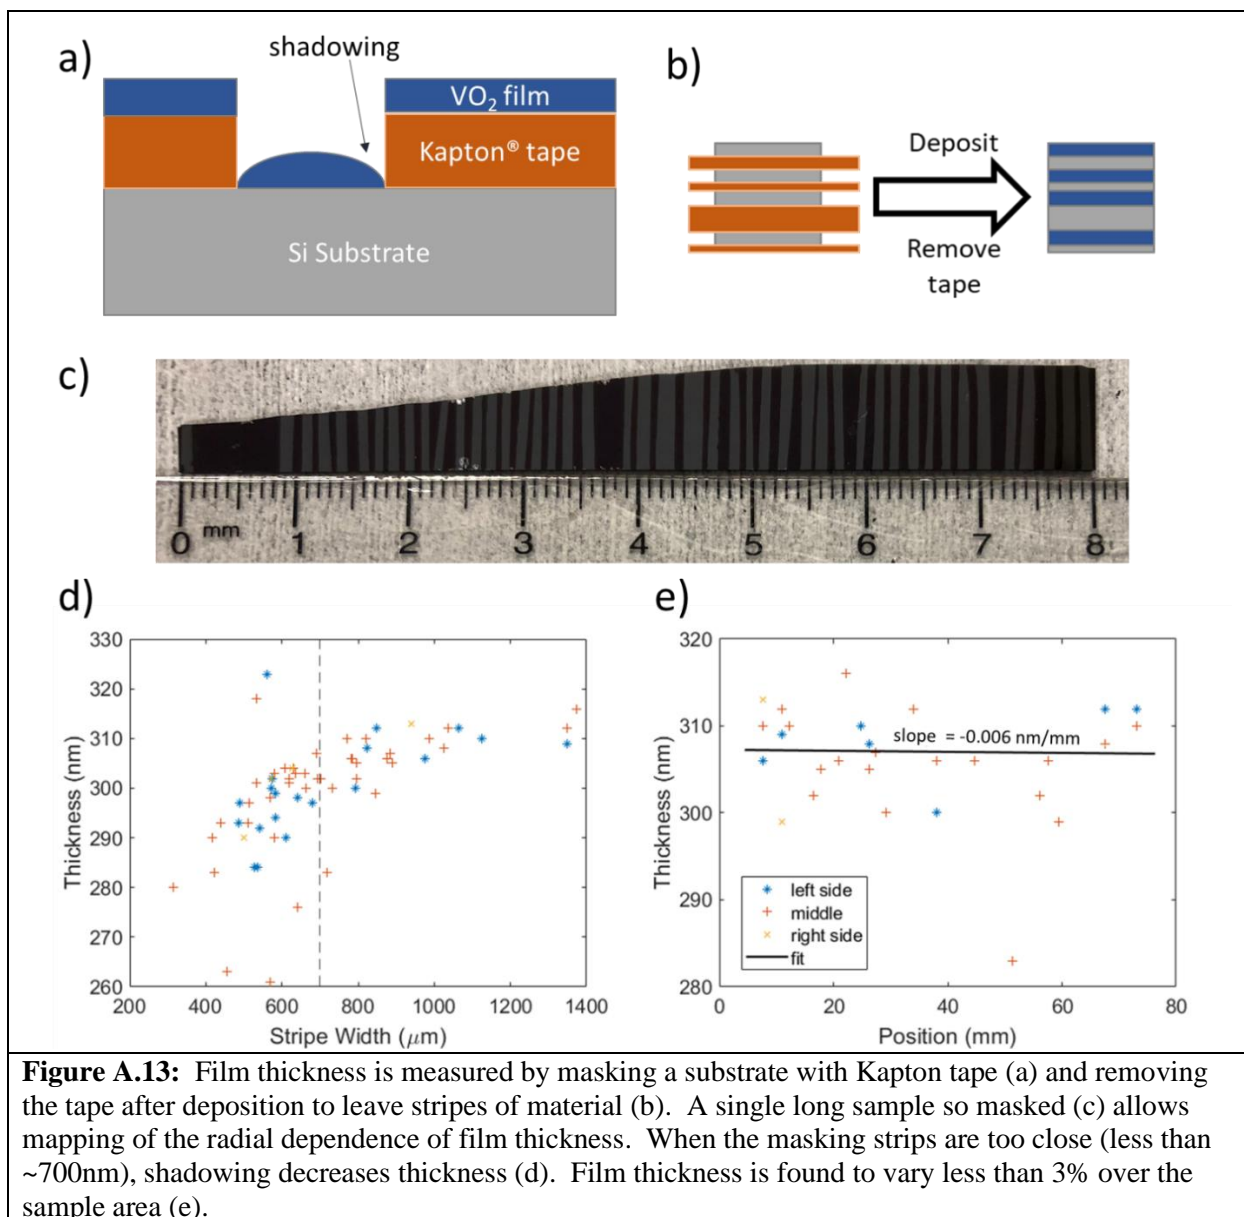 a)
shadowing
VO₂ film
Kapton® tape
Si Substrate
b)
Deposit
Remove
tape
c)
0 mm 1 2 3 4 5 6 7 8
d)
330
320
310
300
290
280
270
260
Thickness (nm)
200 400 600 800 1000 1200 1400
Stripe Width (μm)
e)
320
310
300
290
280
Thickness (nm)
slope = -0.006 nm/mm
left side
middle
right side
fit
0 20 40 60 80
Position (mm)
Figure A.13: Film thickness is measured by masking a substrate with Kapton tape (a) and removing
the tape after deposition to leave stripes of material (b). A single long sample so masked (c) allows
mapping of the radial dependence of film thickness. When the masking strips are too close (less than
~700nm), shadowing decreases thickness (d). Film thickness is found to vary less than 3% over the
sample area (e).